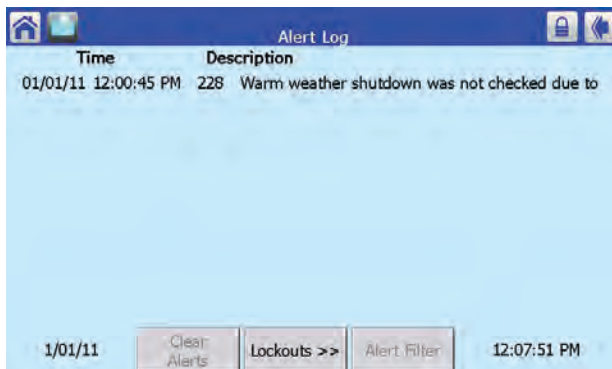 Alert Log
Time Description
01/01/11 12:00:45 PM 228 Warm weather shutdown was not checked due to
1/01/11 Clear Alerts Lockouts >> Alert Filter 12:07:51 PM